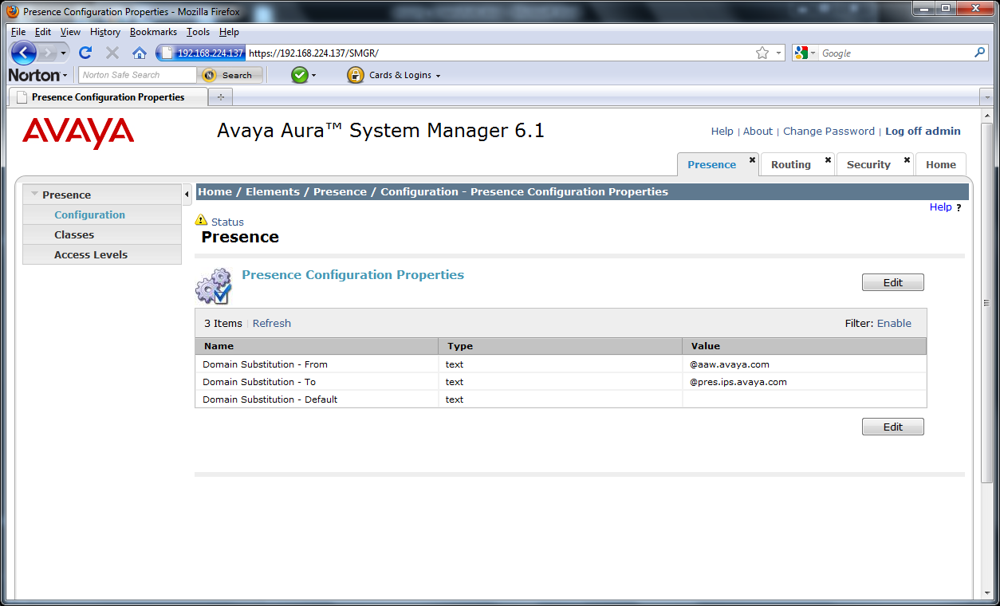 Presence Configuration Properties - Mozilla Firefox
File Edit View History Bookmarks Tools Help
192.168.224.137 https://192.168.224.137/SMGR/ Google
Norton Norton Safe Search Search Cards & Logins
Presence Configuration Properties
AVAYA
Avaya Aura™ System Manager 6.1
Help | About | Change Password | Log off admin
Presence Routing Security Home
Presence
Configuration
Classes
Access Levels
Home / Elements / Presence / Configuration - Presence Configuration Properties
Help ?
Status
Presence
Presence Configuration Properties
Edit
3 Items | Refresh Filter: Enable
Name Type Value
Domain Substitution - From text @aaw.avaya.com
Domain Substitution - To text @pres.ips.avaya.com
Domain Substitution - Default text
Edit